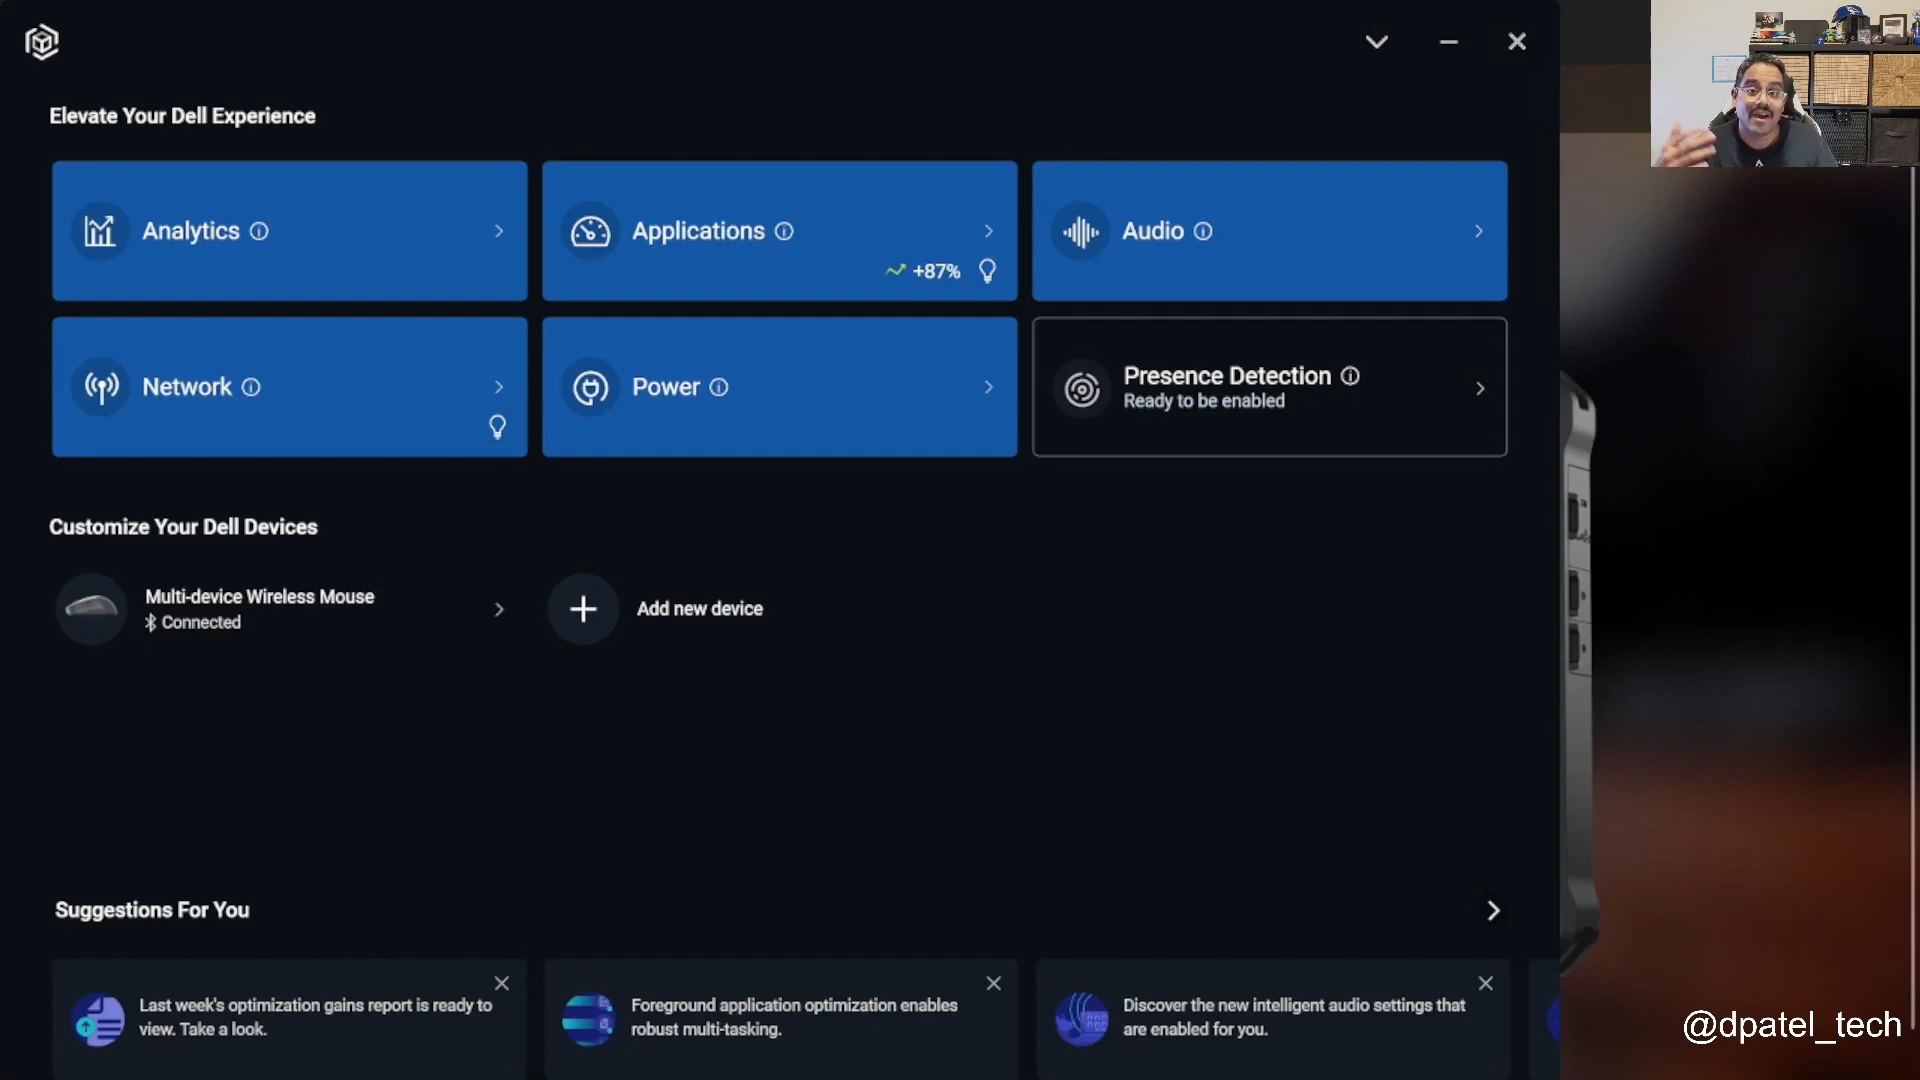 Elevate Your Dell Experience
Analytics
Applications
+87%
Audio
Network
Power
Presence Detection
Ready to be enabled
Customize Your Dell Devices
Multi-device Wireless Mouse
Connected
Add new device
Suggestions For You
Last week's optimization gains report is ready to
view. Take a look.
Foreground application optimization enables
robust multi-tasking.
Discover the new intelligent audio settings that
are enabled for you.
@dpatel_tech